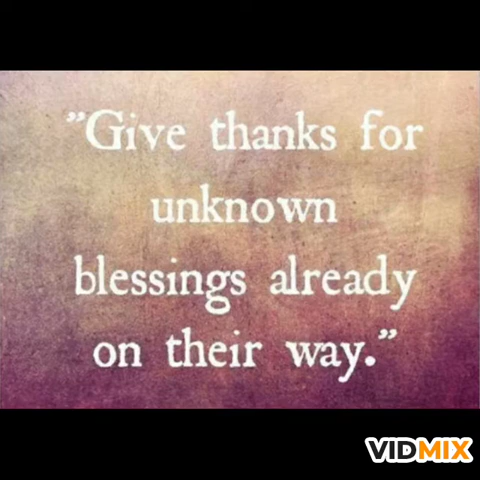 ”Give thanks for
unknown
blessings already
on their way.”
VIDMIX